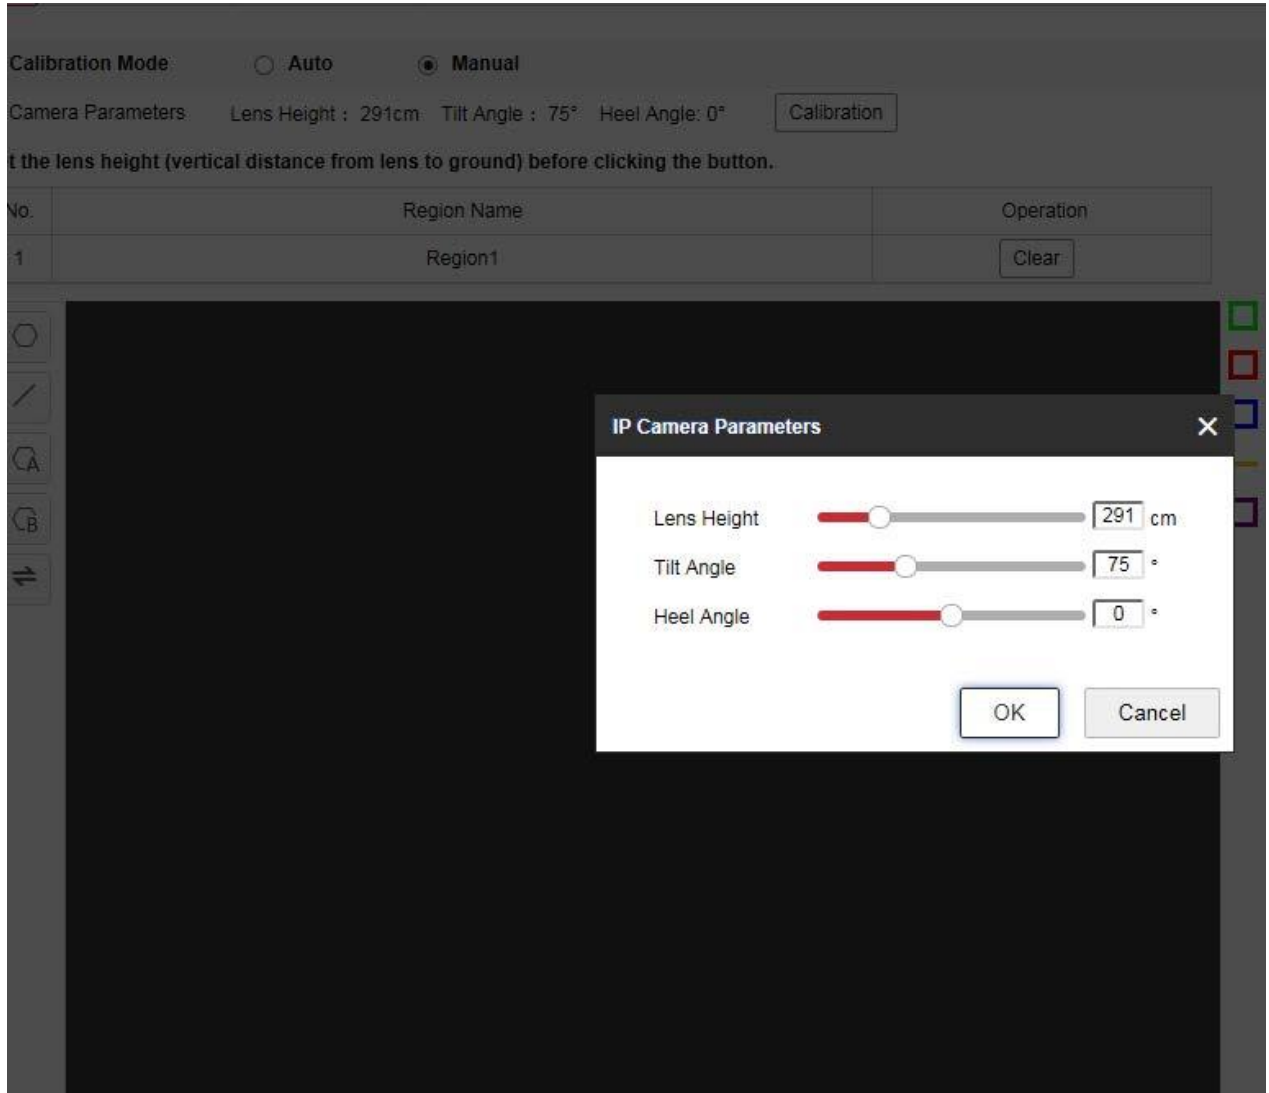 Calibration Mode Auto Manual
Camera Parameters Lens Height : 291cm Tilt Angle : 75° Heel Angle: 0° Calibration
t the lens height (vertical distance from lens to ground) before clicking the button.
No. Region Name Operation
1 Region1 Clear
A
B
IP Camera Parameters
Lens Height 291 cm
Tilt Angle 75 °
Heel Angle 0 °
OK Cancel